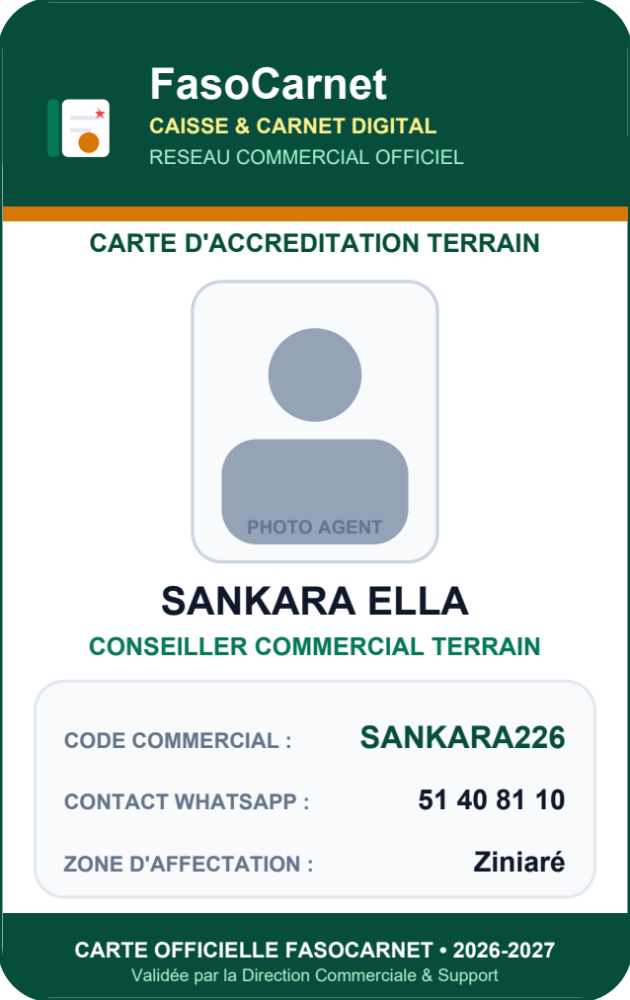 FasoCarnet
CAISSE & CARNET DIGITAL
RESEAU COMMERCIAL OFFICIEL
CARTE D'ACCREDITATION TERRAIN
PHOTO AGENT
SANKARA ELLA
CONSEILLER COMMERCIAL TERRAIN
CODE COMMERCIAL : SANKARA226
CONTACT WHATSAPP : 51 40 81 10
ZONE D'AFFECTATION : Ziniaré
CARTE OFFICIELLE FASOCARNET • 2026-2027
Validée par la Direction Commerciale & Support